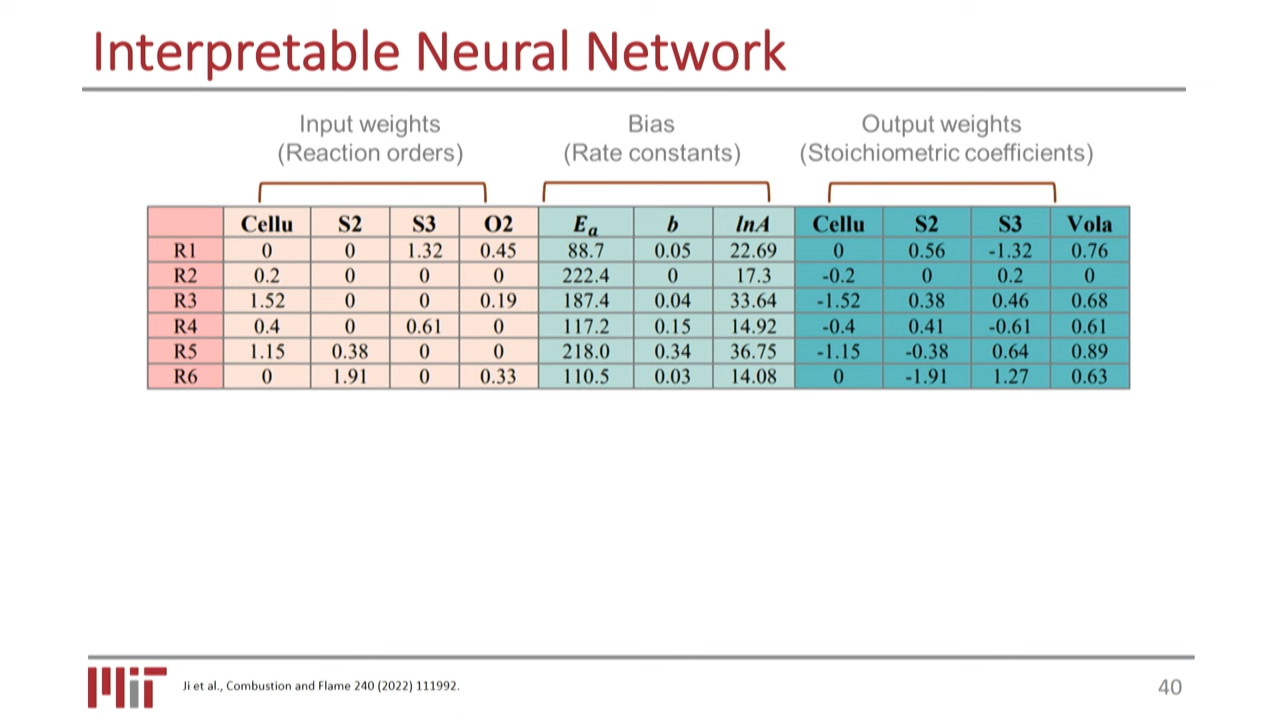 Interpretable Neural Network
Input weights
(Reaction orders)
Bias
(Rate constants)
Output weights
(Stoichiometric coefficients)
Cellu S2 S3 O2 Ea b lnA Cellu S2 S3 Vola
R1 0 0 1.32 0.45 88.7 0.05 22.69 0 0.56 -1.32 0.76
R2 0.2 0 0 0 222.4 0 17.3 -0.2 0 0.2 0
R3 1.52 0 0 0.19 187.4 0.04 33.64 -1.52 0.38 0.46 0.68
R4 0.4 0 0.61 0 117.2 0.15 14.92 -0.4 0.41 -0.61 0.61
R5 1.15 0.38 0 0 218.0 0.34 36.75 -1.15 -0.38 0.64 0.89
R6 0 1.91 0 0.33 110.5 0.03 14.08 0 -1.91 1.27 0.63
MIT
Ji et al., Combustion and Flame 240 (2022) 111992.
40